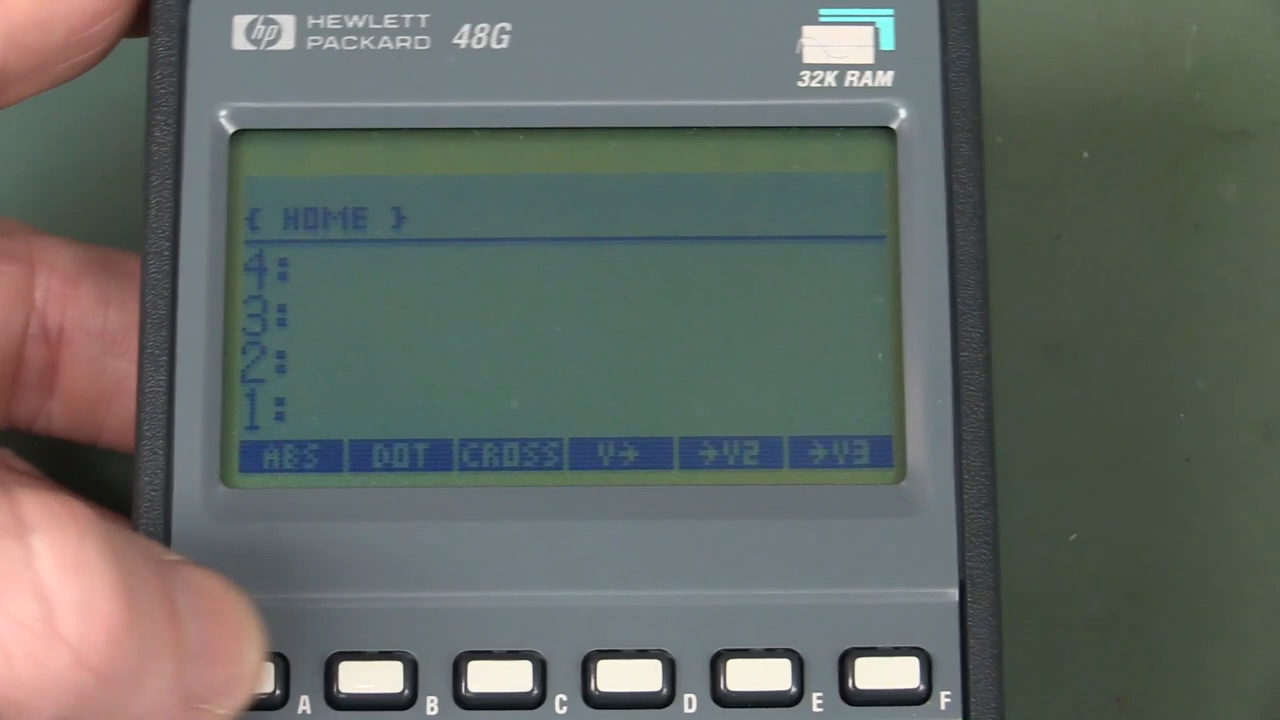 hp HEWLETT PACKARD 48G
32K RAM
{ HOME }
4:
3:
2:
1:
ABS DOT CROSS V→ →V2 →V3
A B C D E F